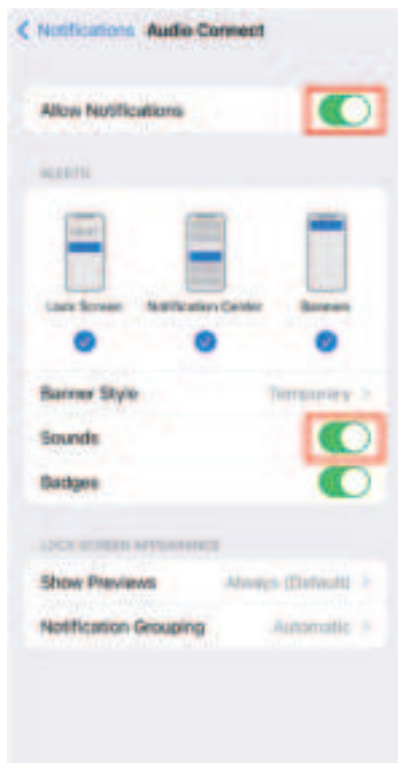 Notifications Audio Connect
Allow Notifications
ALERTS
Lock Screen Notification Center Banners
Banner Style Temporary
Sounds
Badges
LOCK SCREEN APPEARANCE
Show Previews Always (Default)
Notification Grouping Automatic